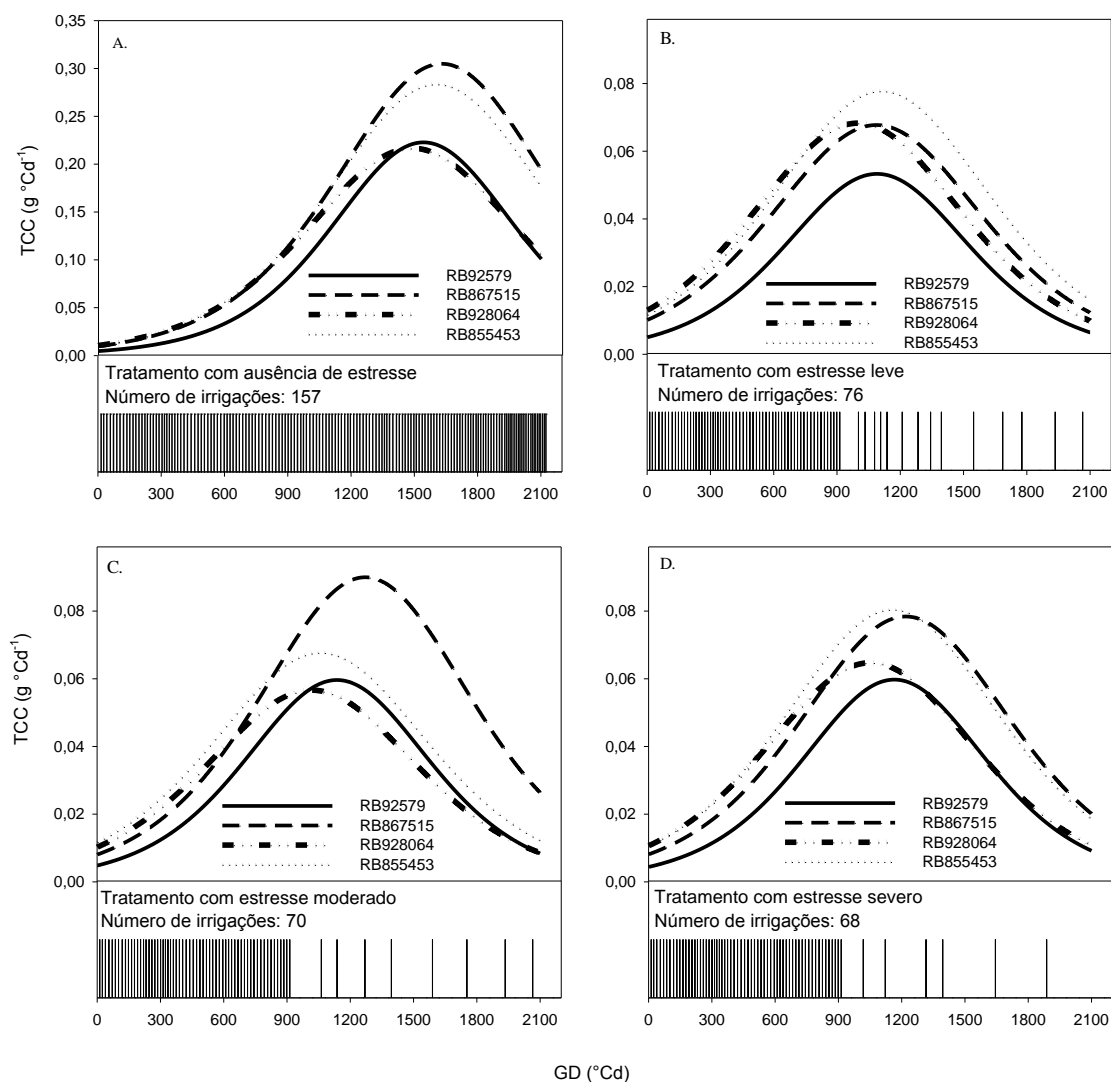 A.
TCC (g °Cd⁻¹)
0,35
0,30
0,25
0,20
0,15
0,10
0,05
0,00
RB92579
RB867515
RB928064
RB855453
Tratamento com ausência de estresse
Número de irrigações: 157
0 300 600 900 1200 1500 1800 2100
B.
0,08
0,06
0,04
0,02
0,00
RB92579
RB867515
RB928064
RB855453
Tratamento com estresse leve
Número de irrigações: 76
0 300 600 900 1200 1500 1800 2100
C.
TCC (g °Cd⁻¹)
0,08
0,06
0,04
0,02
0,00
RB92579
RB867515
RB928064
RB855453
Tratamento com estresse moderado
Número de irrigações: 70
0 300 600 900 1200 1500 1800 2100
D.
0,08
0,06
0,04
0,02
0,00
RB92579
RB867515
RB928064
RB855453
Tratamento com estresse severo
Número de irrigações: 68
0 300 600 900 1200 1500 1800 2100
GD (°Cd)